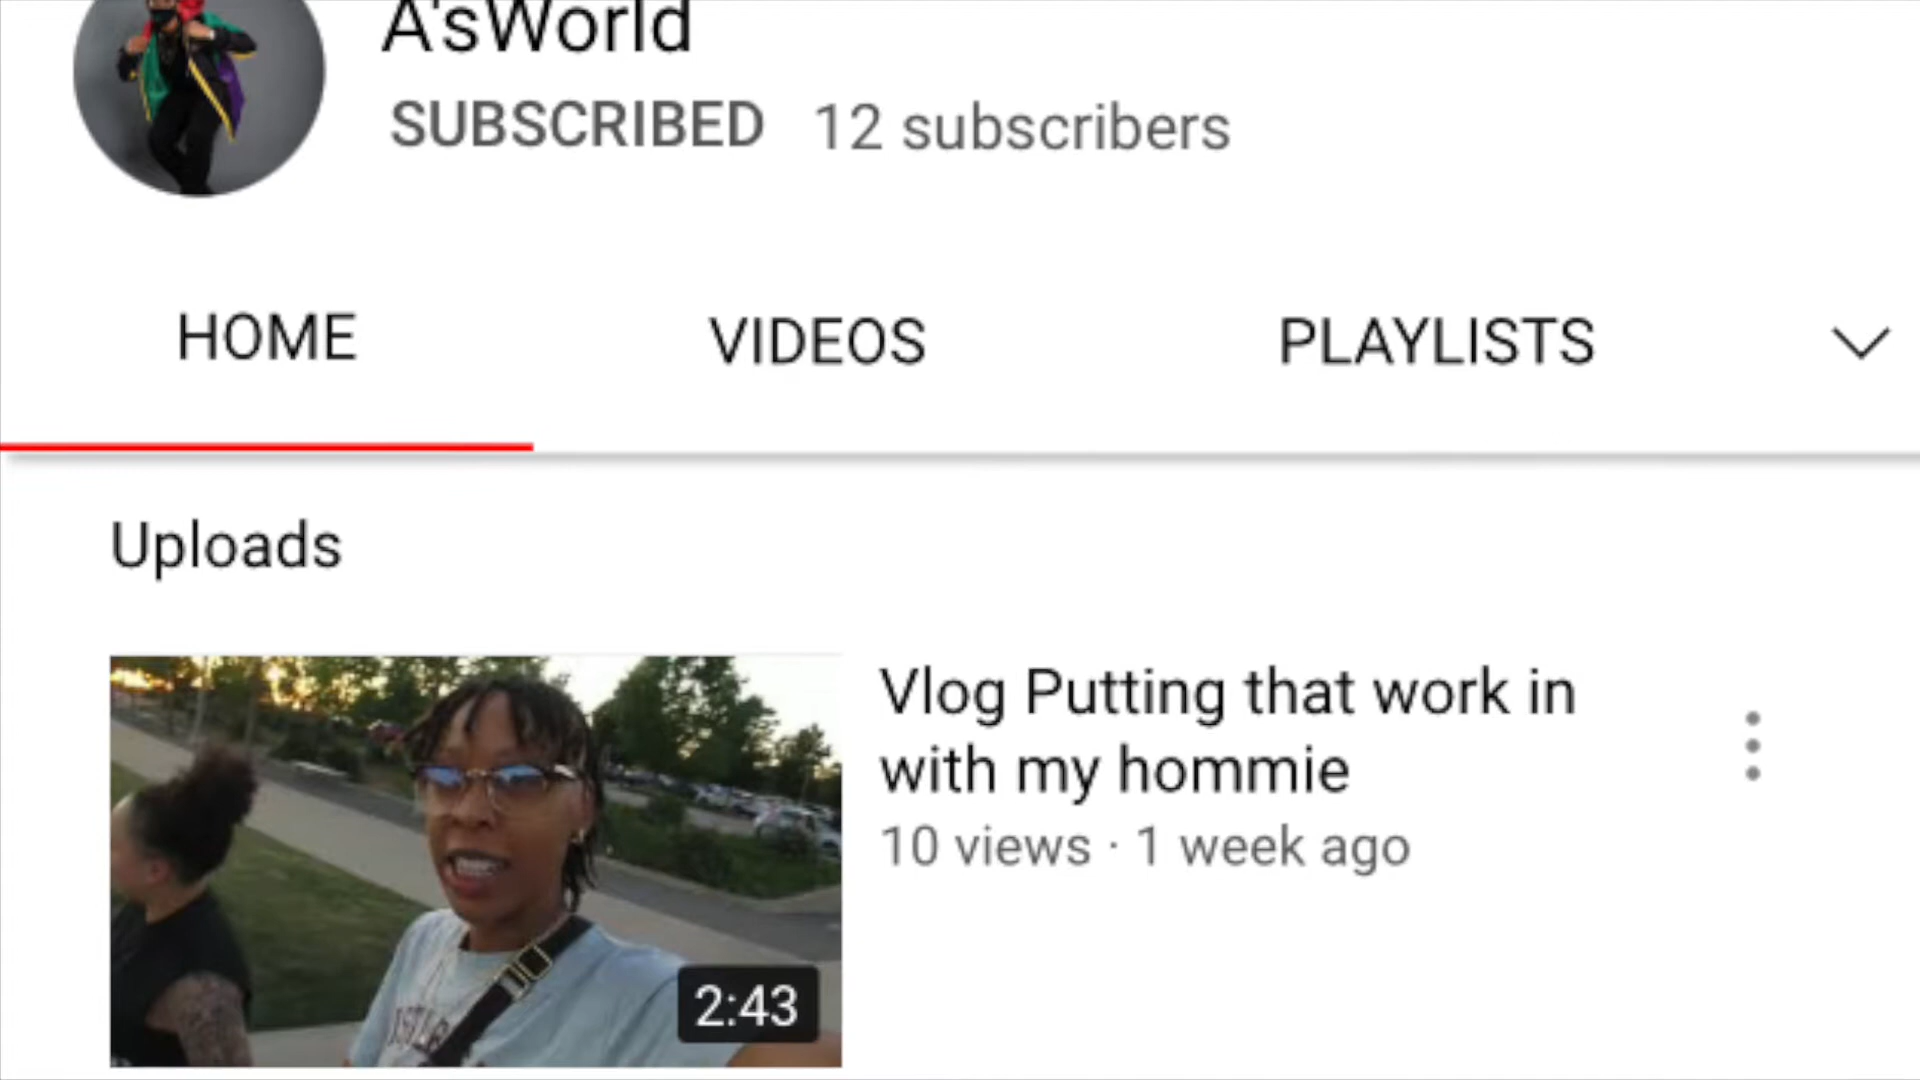 A'sWorld
SUBSCRIBED 12 subscribers
HOME VIDEOS PLAYLISTS
Uploads
Vlog Putting that work in
with my hommie
10 views · 1 week ago
2:43